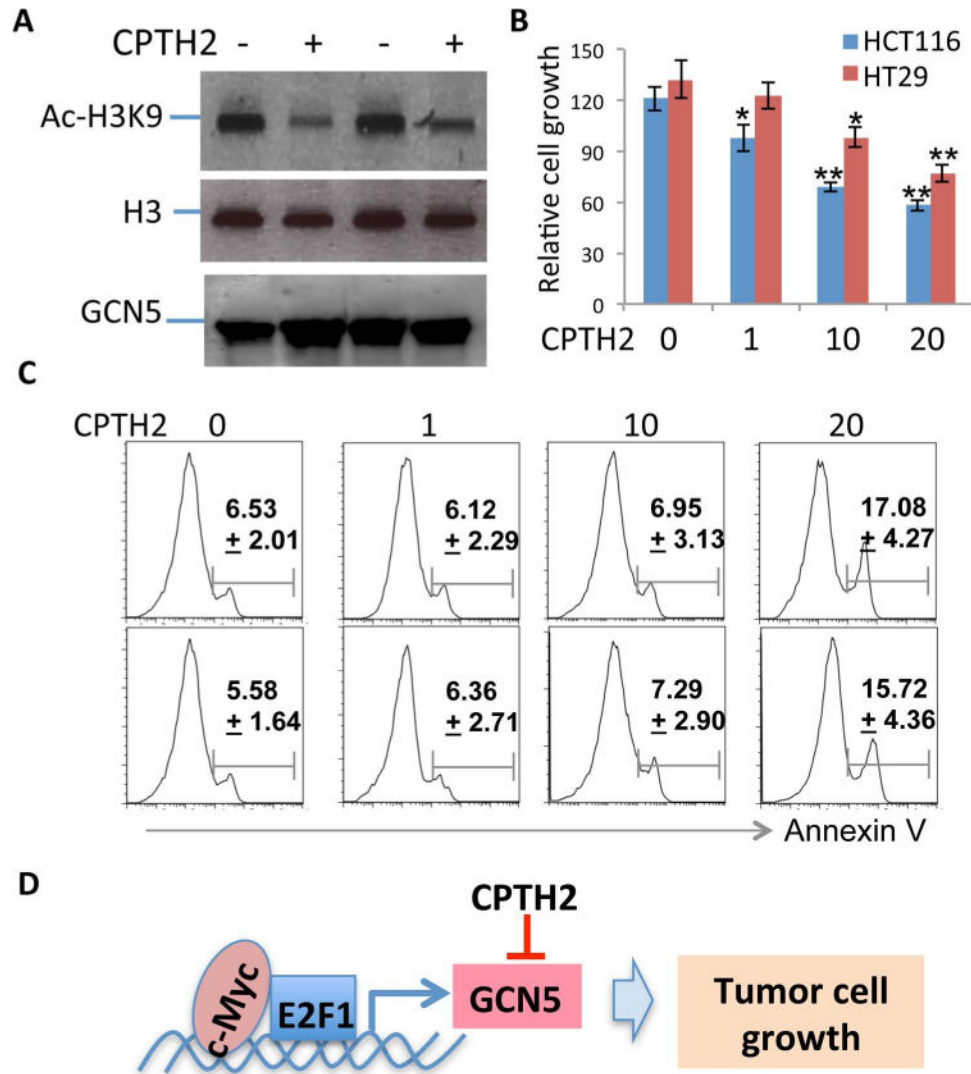 A
CPTH2 - + - +
Ac-H3K9
H3
GCN5
B
Relative cell growth
150
120
90
60
30
0
HCT116
HT29
*
*
**
**
**
CPTH2 0 1 10 20
C
CPTH2 0 1 10 20
6.53
± 2.01
6.12
± 2.29
6.95
± 3.13
17.08
± 4.27
5.58
± 1.64
6.36
± 2.71
7.29
± 2.90
15.72
± 4.36
Annexin V
D
CPTH2
c-Myc
E2F1
GCN5
Tumor cell
growth